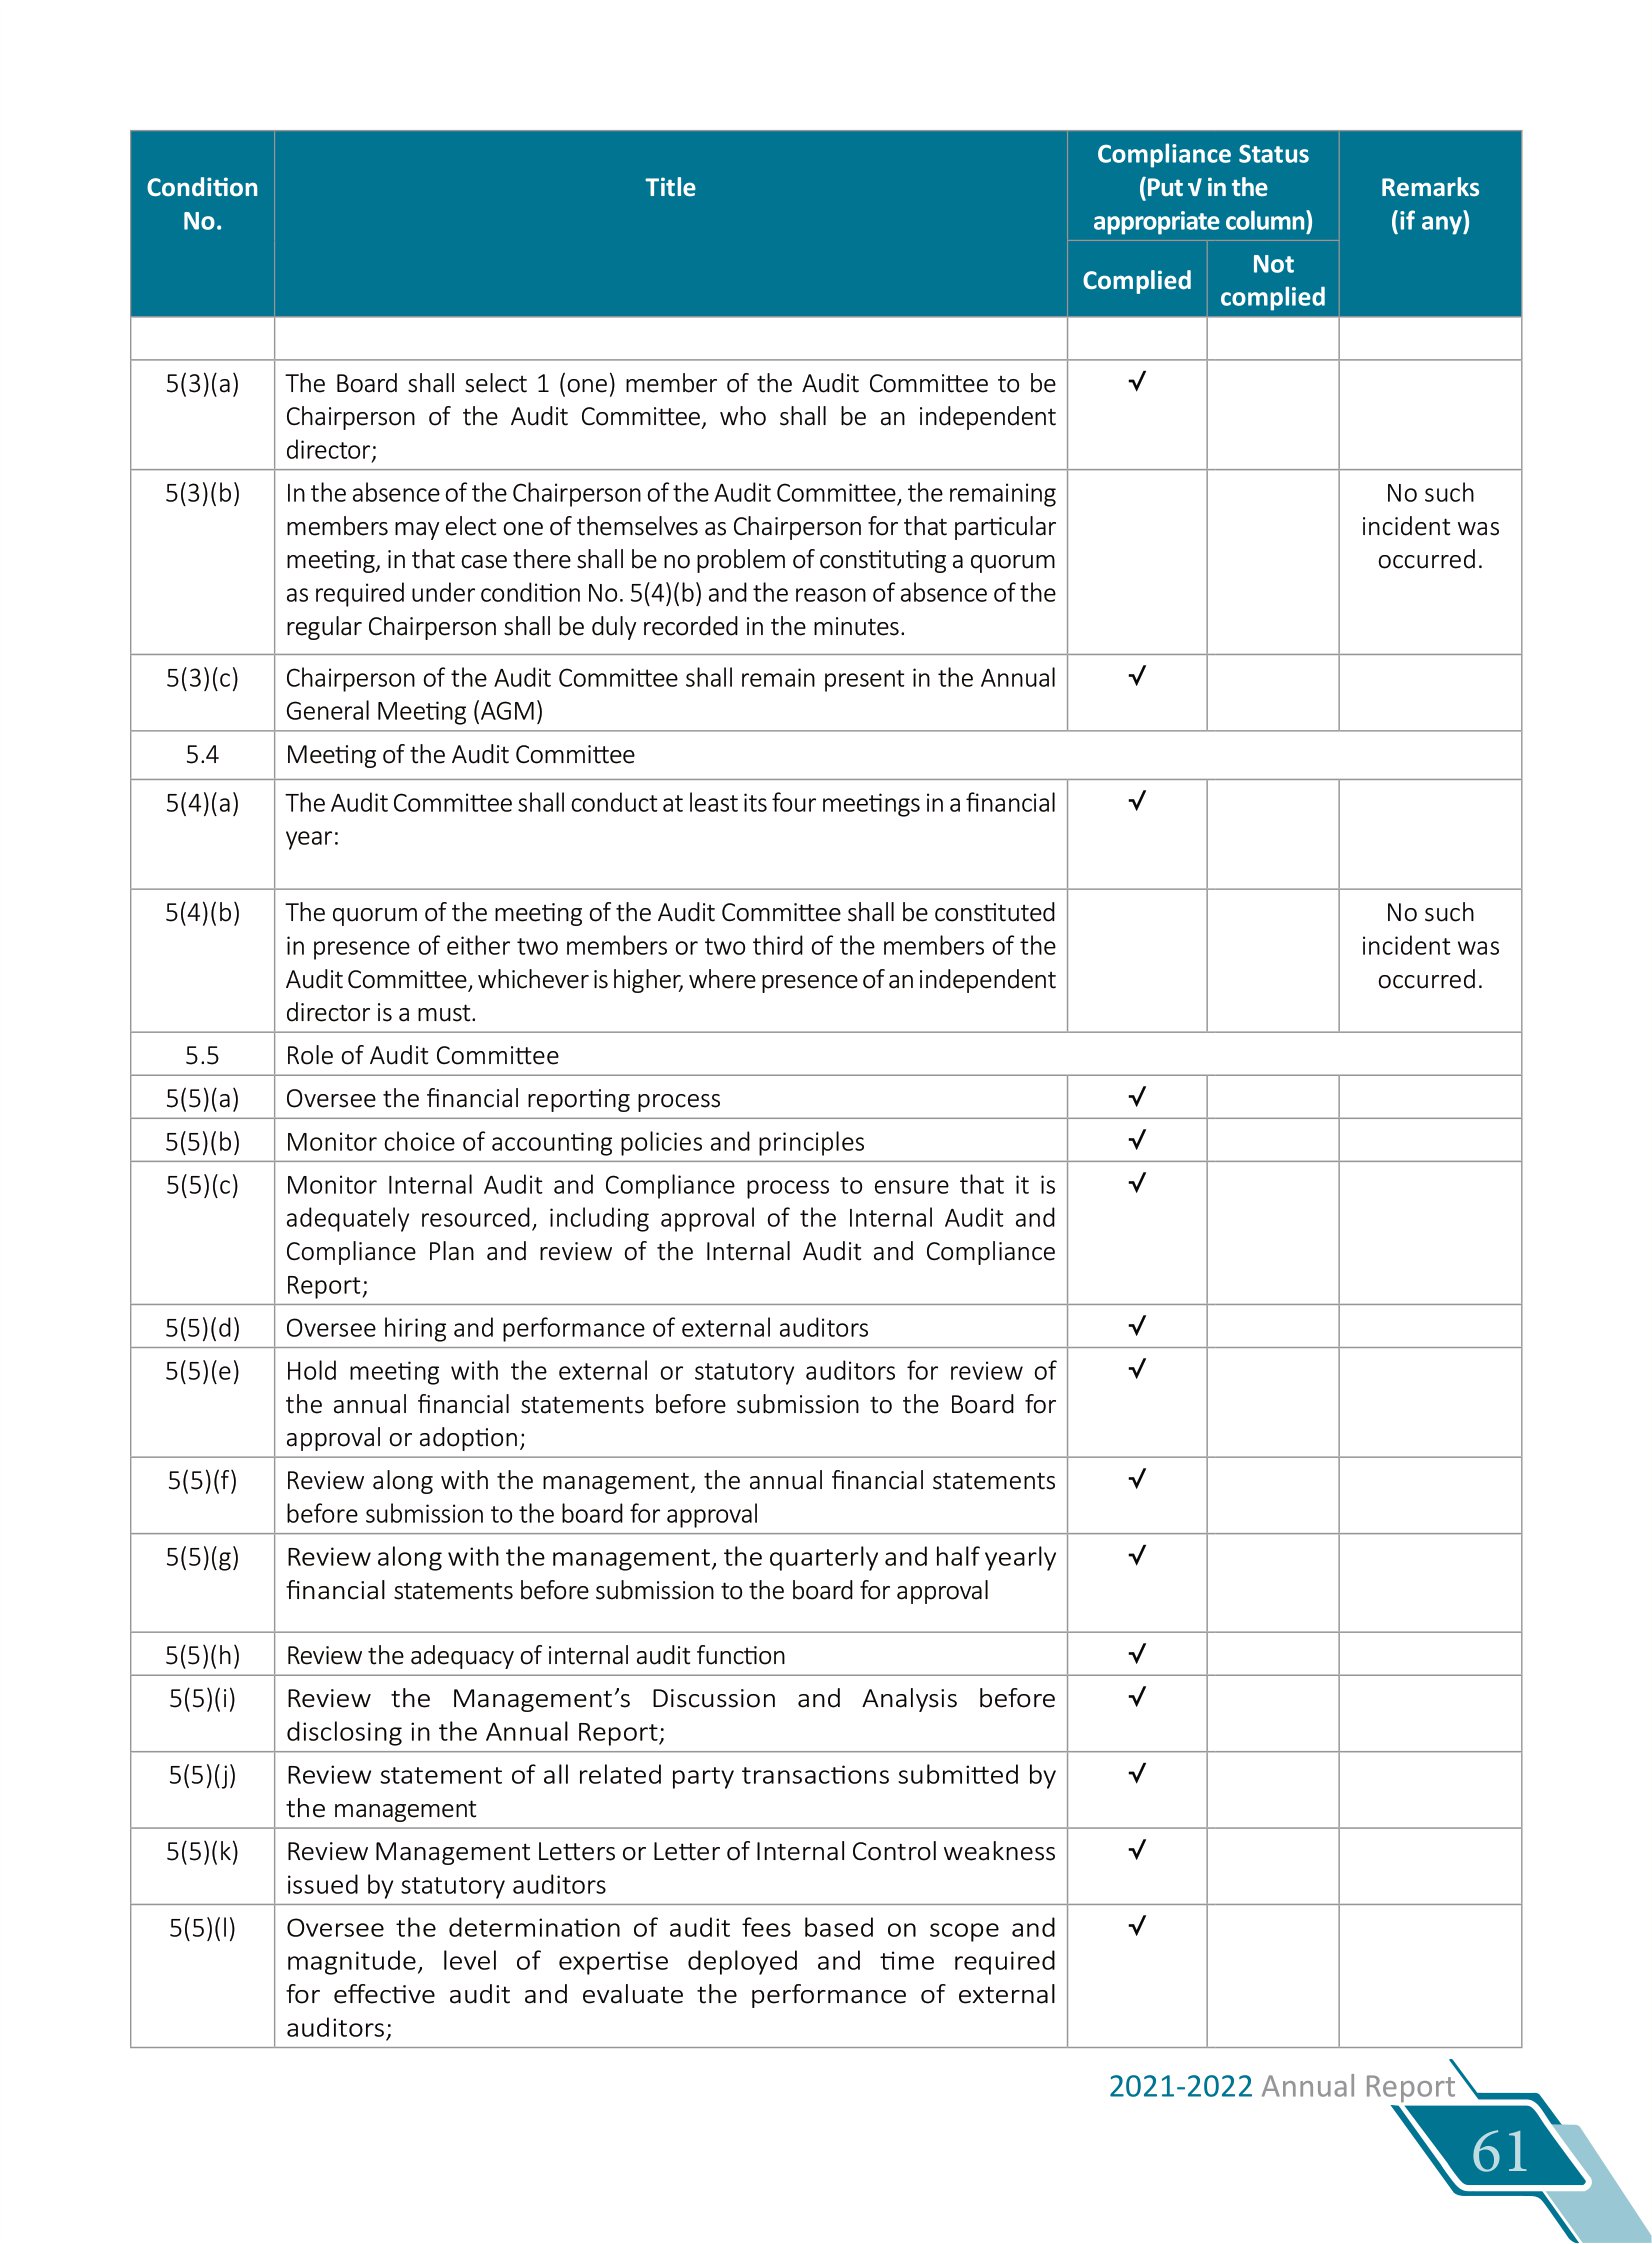 Condition
No.
Title
Compliance Status
(Put √ in the
appropriate column)
Remarks
(if any)
Complied
Not
complied
5(3)(a)
The Board shall select 1 (one) member of the Audit Committee to be
Chairperson of the Audit Committee, who shall be an independent
director;
√
5(3)(b)
In the absence of the Chairperson of the Audit Committee, the remaining
members may elect one of themselves as Chairperson for that particular
meeting, in that case there shall be no problem of constituting a quorum
as required under condition No. 5(4)(b) and the reason of absence of the
regular Chairperson shall be duly recorded in the minutes.
No such
incident was
occurred.
5(3)(c)
Chairperson of the Audit Committee shall remain present in the Annual
General Meeting (AGM)
√
5.4
Meeting of the Audit Committee
5(4)(a)
The Audit Committee shall conduct at least its four meetings in a financial
year:
√
5(4)(b)
The quorum of the meeting of the Audit Committee shall be constituted
in presence of either two members or two third of the members of the
Audit Committee, whichever is higher, where presence of an independent
director is a must.
No such
incident was
occurred.
5.5
Role of Audit Committee
5(5)(a)
Oversee the financial reporting process
√
5(5)(b)
Monitor choice of accounting policies and principles
√
5(5)(c)
Monitor Internal Audit and Compliance process to ensure that it is
adequately resourced, including approval of the Internal Audit and
Compliance Plan and review of the Internal Audit and Compliance
Report;
√
5(5)(d)
Oversee hiring and performance of external auditors
√
5(5)(e)
Hold meeting with the external or statutory auditors for review of
the annual financial statements before submission to the Board for
approval or adoption;
√
5(5)(f)
Review along with the management, the annual financial statements
before submission to the board for approval
√
5(5)(g)
Review along with the management, the quarterly and half yearly
financial statements before submission to the board for approval
√
5(5)(h)
Review the adequacy of internal audit function
√
5(5)(i)
Review the Management’s Discussion and Analysis before
disclosing in the Annual Report;
√
5(5)(j)
Review statement of all related party transactions submitted by
the management
√
5(5)(k)
Review Management Letters or Letter of Internal Control weakness
issued by statutory auditors
√
5(5)(l)
Oversee the determination of audit fees based on scope and
magnitude, level of expertise deployed and time required
for effective audit and evaluate the performance of external
auditors;
√
2021-2022 Annual Report
61